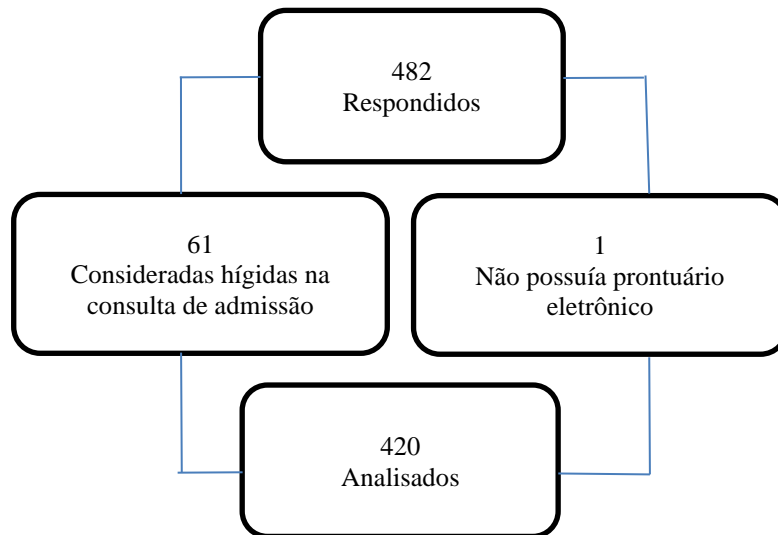 482
Respondidos
61
Consideradas hígidas na
consulta de admissão
1
Não possuía prontuário
eletrônico
420
Analisados